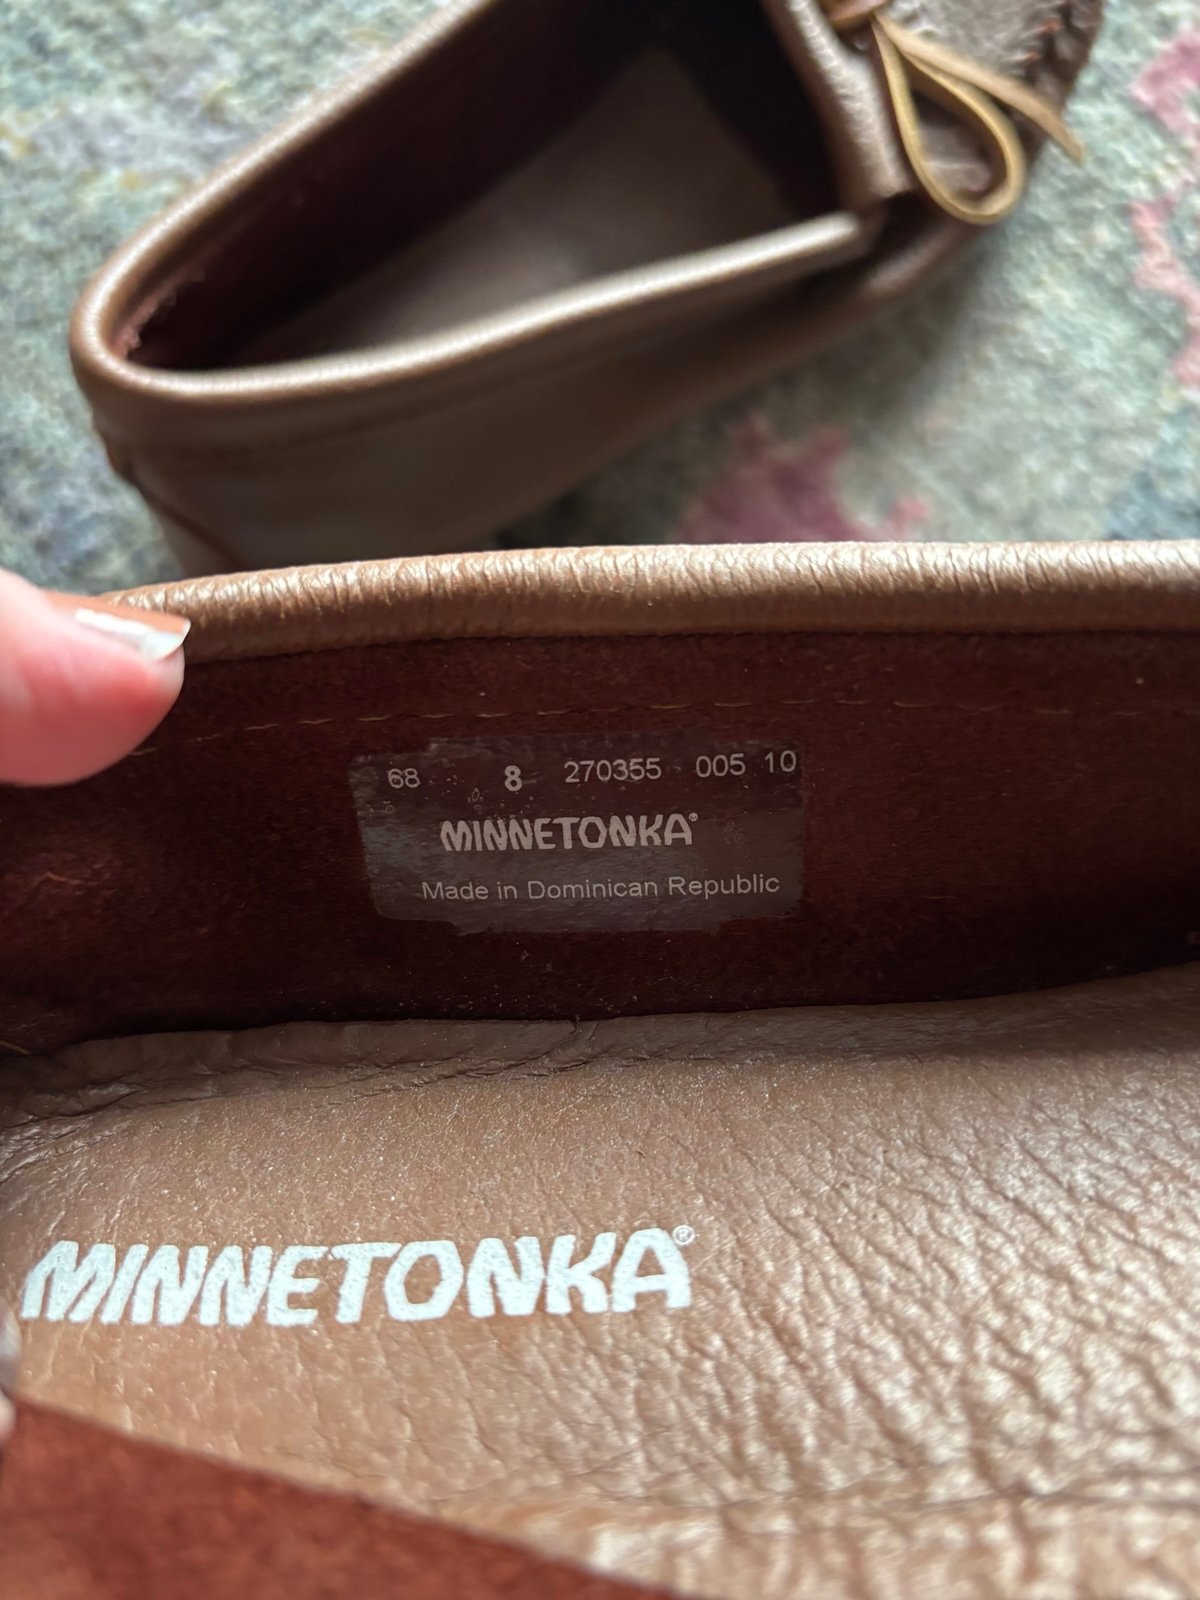 68 8 270355 005 10
MINNETONKA®
Made in Dominican Republic
MINNETONKA®